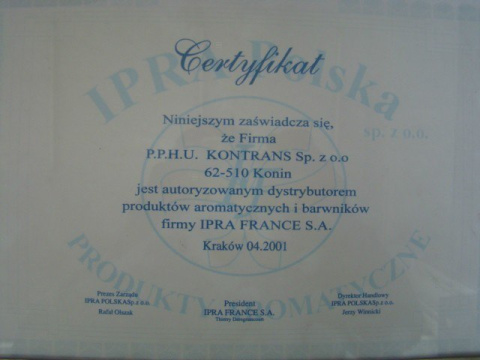 IPRA Polska
sp. z o.o.
Certyfikat
Niniejszym zaświadcza się,
że Firma
P.P.H.U. KONTRANS Sp. z o.o
62-510 Konin
jest autoryzowanym dystrybutorem
produktów aromatycznych i barwników
firmy IPRA FRANCE S.A.
Kraków 04.2001
PRODUKTY AROMATYCZNE
Prezes Zarządu
IPRA POLSKA Sp z o.o.
Rafał
President
IPRA FRANCE S.A.
Thierry
Dyrektor Handlowy
IPRA POLSKA Sp z o.o.
Jerzy Winnicki